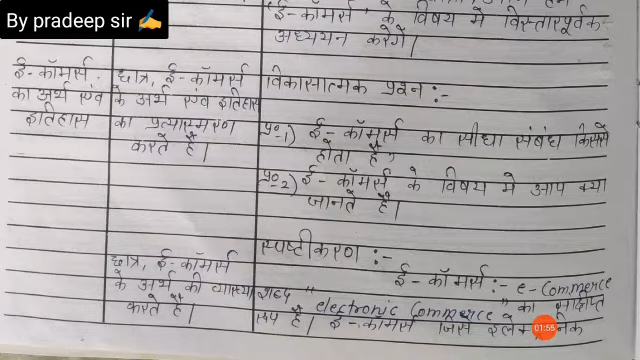 By pradeep sir ✍️
"ई-कॉमर्स" के विषय में विस्तारपूर्वक
अध्ययन करेगें।
ई-कॉमर्स
का अर्थ एंव
इतिहास
छात्र, ई-कॉमर्स
के अर्थ एंव इतिहास
का प्रत्यास्मरण
करते हैं।
विकासात्मक प्रश्न :-
प्र०-1) ई-कॉमर्स का सीधा संबंध किससे
होता है?
प्र०-2) ई-कॉमर्स के विषय में आप क्या
जानते हैं।
स्पष्टीकरण :-
छात्र, ई-कॉमर्स
के अर्थ की व्याख्या
करते हैं।
ई-कॉमर्स :- e-Commerce
शब्द "electronic Commerce" का संक्षिप्त
रूप है। ई-कॉमर्स जिसे
01:55